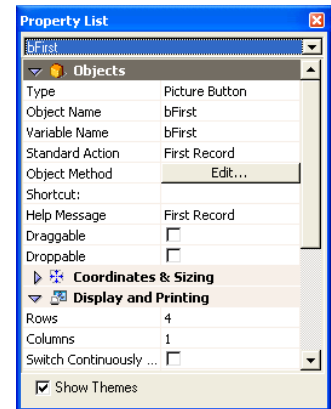 Property List
bFirst
Objects
Type Picture Button
Object Name bFirst
Variable Name bFirst
Standard Action First Record
Object Method Edit...
Shortcut:
Help Message First Record
Draggable
Droppable
Coordinates & Sizing
Display and Printing
Rows 4
Columns 1
Switch Continuously ...
Show Themes